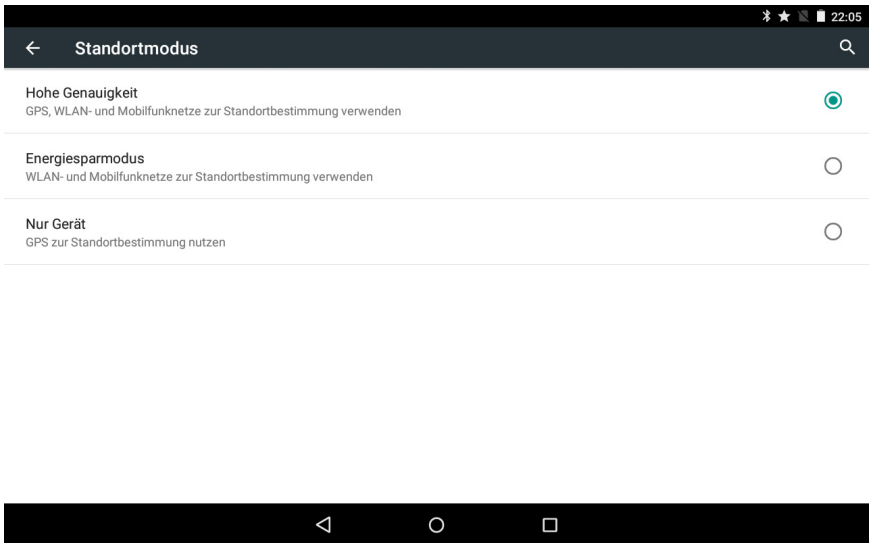 22:05
Standortmodus
Hohe Genauigkeit
GPS, WLAN- und Mobilfunknetze zur Standortbestimmung verwenden
Energiesparmodus
WLAN- und Mobilfunknetze zur Standortbestimmung verwenden
Nur Gerät
GPS zur Standortbestimmung nutzen